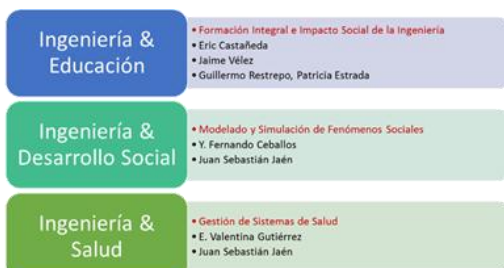 Ingeniería &
Educación
• Formación Integral e Impacto Social de la Ingeniería
• Eric Castañeda
• Jaime Vélez
• Guillermo Restrepo, Patricia Estrada
Ingeniería &
Desarrollo Social
• Modelado y Simulación de Fenómenos Sociales
• Y. Fernando Ceballos
• Juan Sebastián Jaén
Ingeniería &
Salud
• Gestión de Sistemas de Salud
• E. Valentina Gutiérrez
• Juan Sebastián Jaén